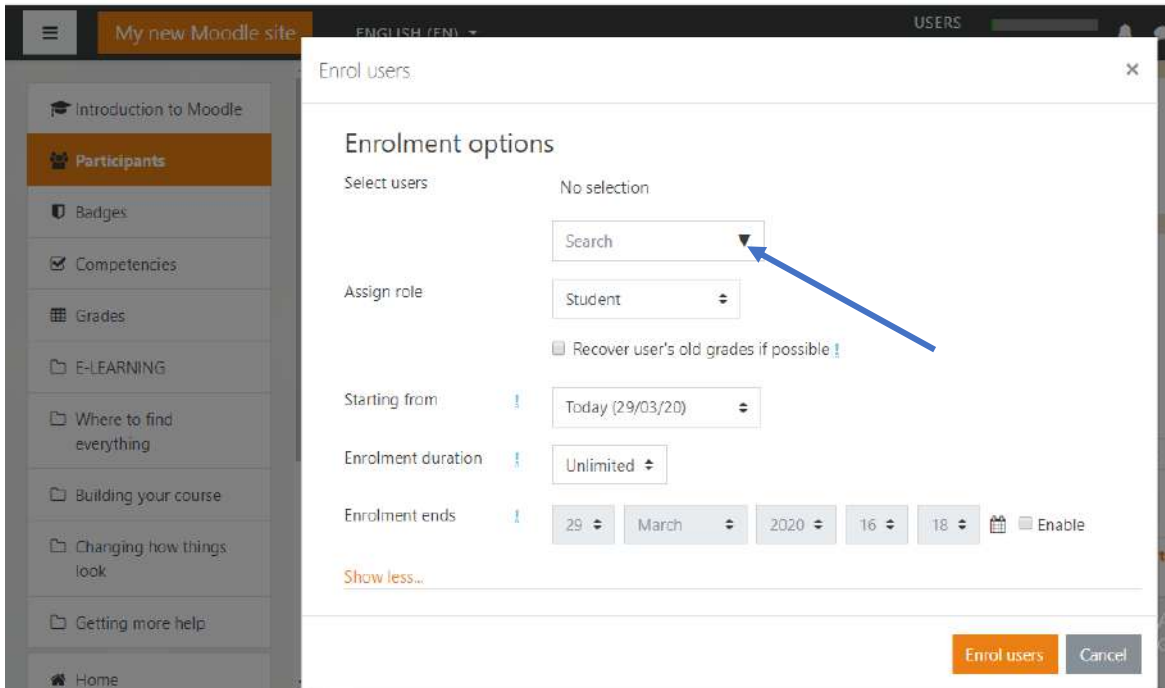 My new Moodle site
ENGLISH (EN)
USERS
Introduction to Moodle
Participants
Badges
Competencies
Grades
E-LEARNING
Where to find
everything
Building your course
Changing how things
look
Getting more help
Home
Enrol users ×
Enrolment options
Select users No selection
Search
Assign role Student
Recover user's old grades if possible !
Starting from ! Today (29/03/20)
Enrolment duration ! Unlimited
Enrolment ends ! 29 March 2020 16 18 Enable
Show less...
Enrol users Cancel